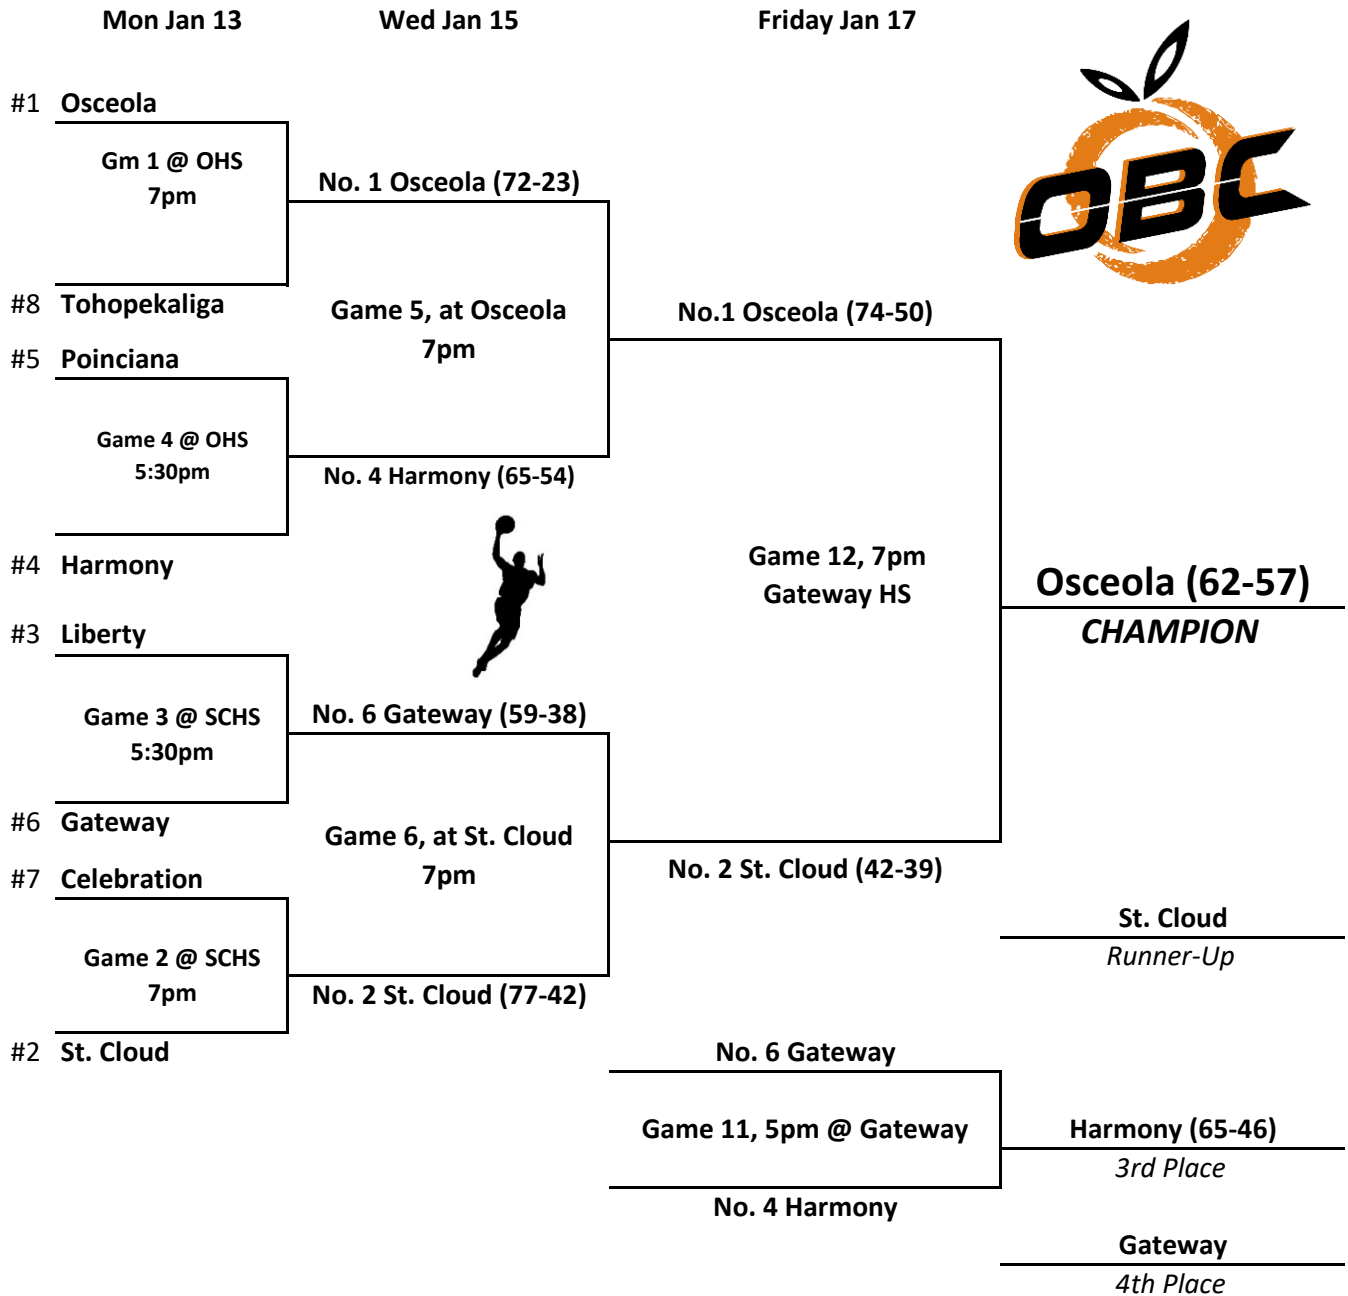 Mon Jan 13
Wed Jan 15
Friday Jan 17
OBC
#1 Osceola
Gm 1 @ OHS
7pm
No. 1 Osceola (72-23)
#8 Tohopekaliga
Game 5, at Osceola
7pm
No.1 Osceola (74-50)
#5 Poinciana
Game 4 @ OHS
5:30pm
No. 4 Harmony (65-54)
#4 Harmony
Game 12, 7pm
Gateway HS
Osceola (62-57)
CHAMPION
#3 Liberty
Game 3 @ SCHS
5:30pm
No. 6 Gateway (59-38)
#6 Gateway
Game 6, at St. Cloud
7pm
No. 2 St. Cloud (42-39)
#7 Celebration
Game 2 @ SCHS
7pm
No. 2 St. Cloud (77-42)
#2 St. Cloud
St. Cloud
Runner-Up
No. 6 Gateway
Game 11, 5pm @ Gateway
No. 4 Harmony
Harmony (65-46)
3rd Place
Gateway
4th Place